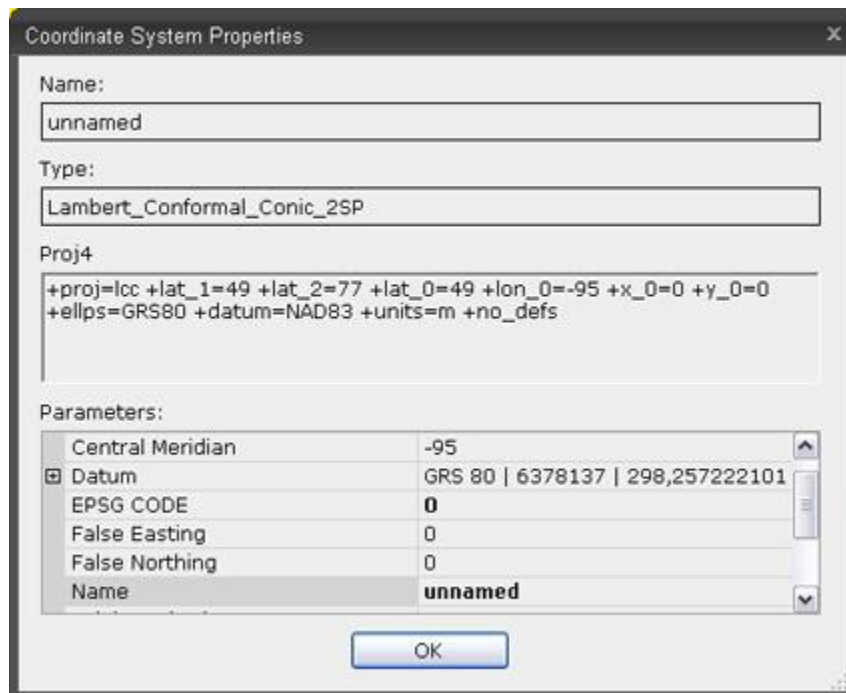 Coordinate System Properties
Name:
unnamed
Type:
Lambert_Conformal_Conic_2SP
Proj4
+proj=lcc +lat_1=49 +lat_2=77 +lat_0=49 +lon_0=-95 +x_0=0 +y_0=0
+ellps=GRS80 +datum=NAD83 +units=m +no_defs
Parameters:
Central Meridian -95
Datum GRS 80 | 6378137 | 298,257222101
EPSG CODE 0
False Easting 0
False Northing 0
Name unnamed
OK